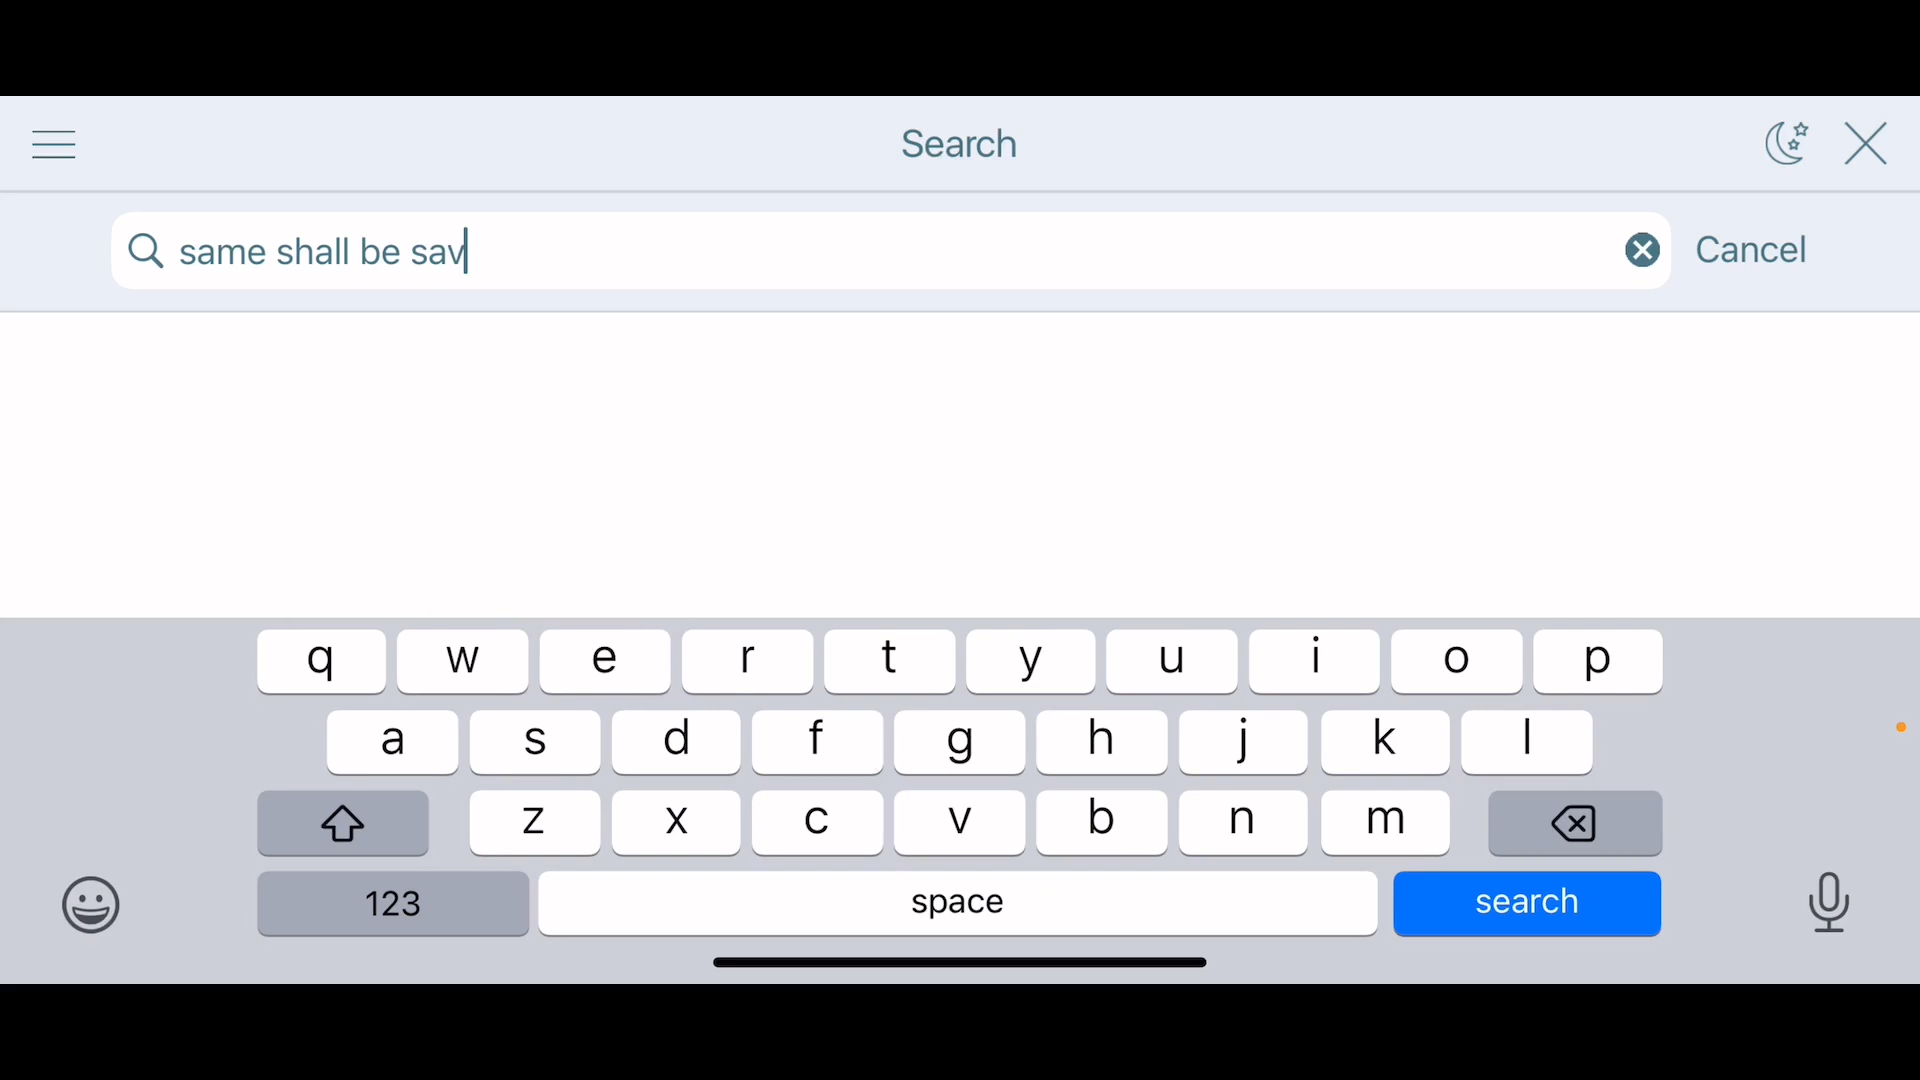 Search
same shall be sav
Cancel
q w e r t y u i o p
a s d f g h j k l
z x c v b n m
123 space search